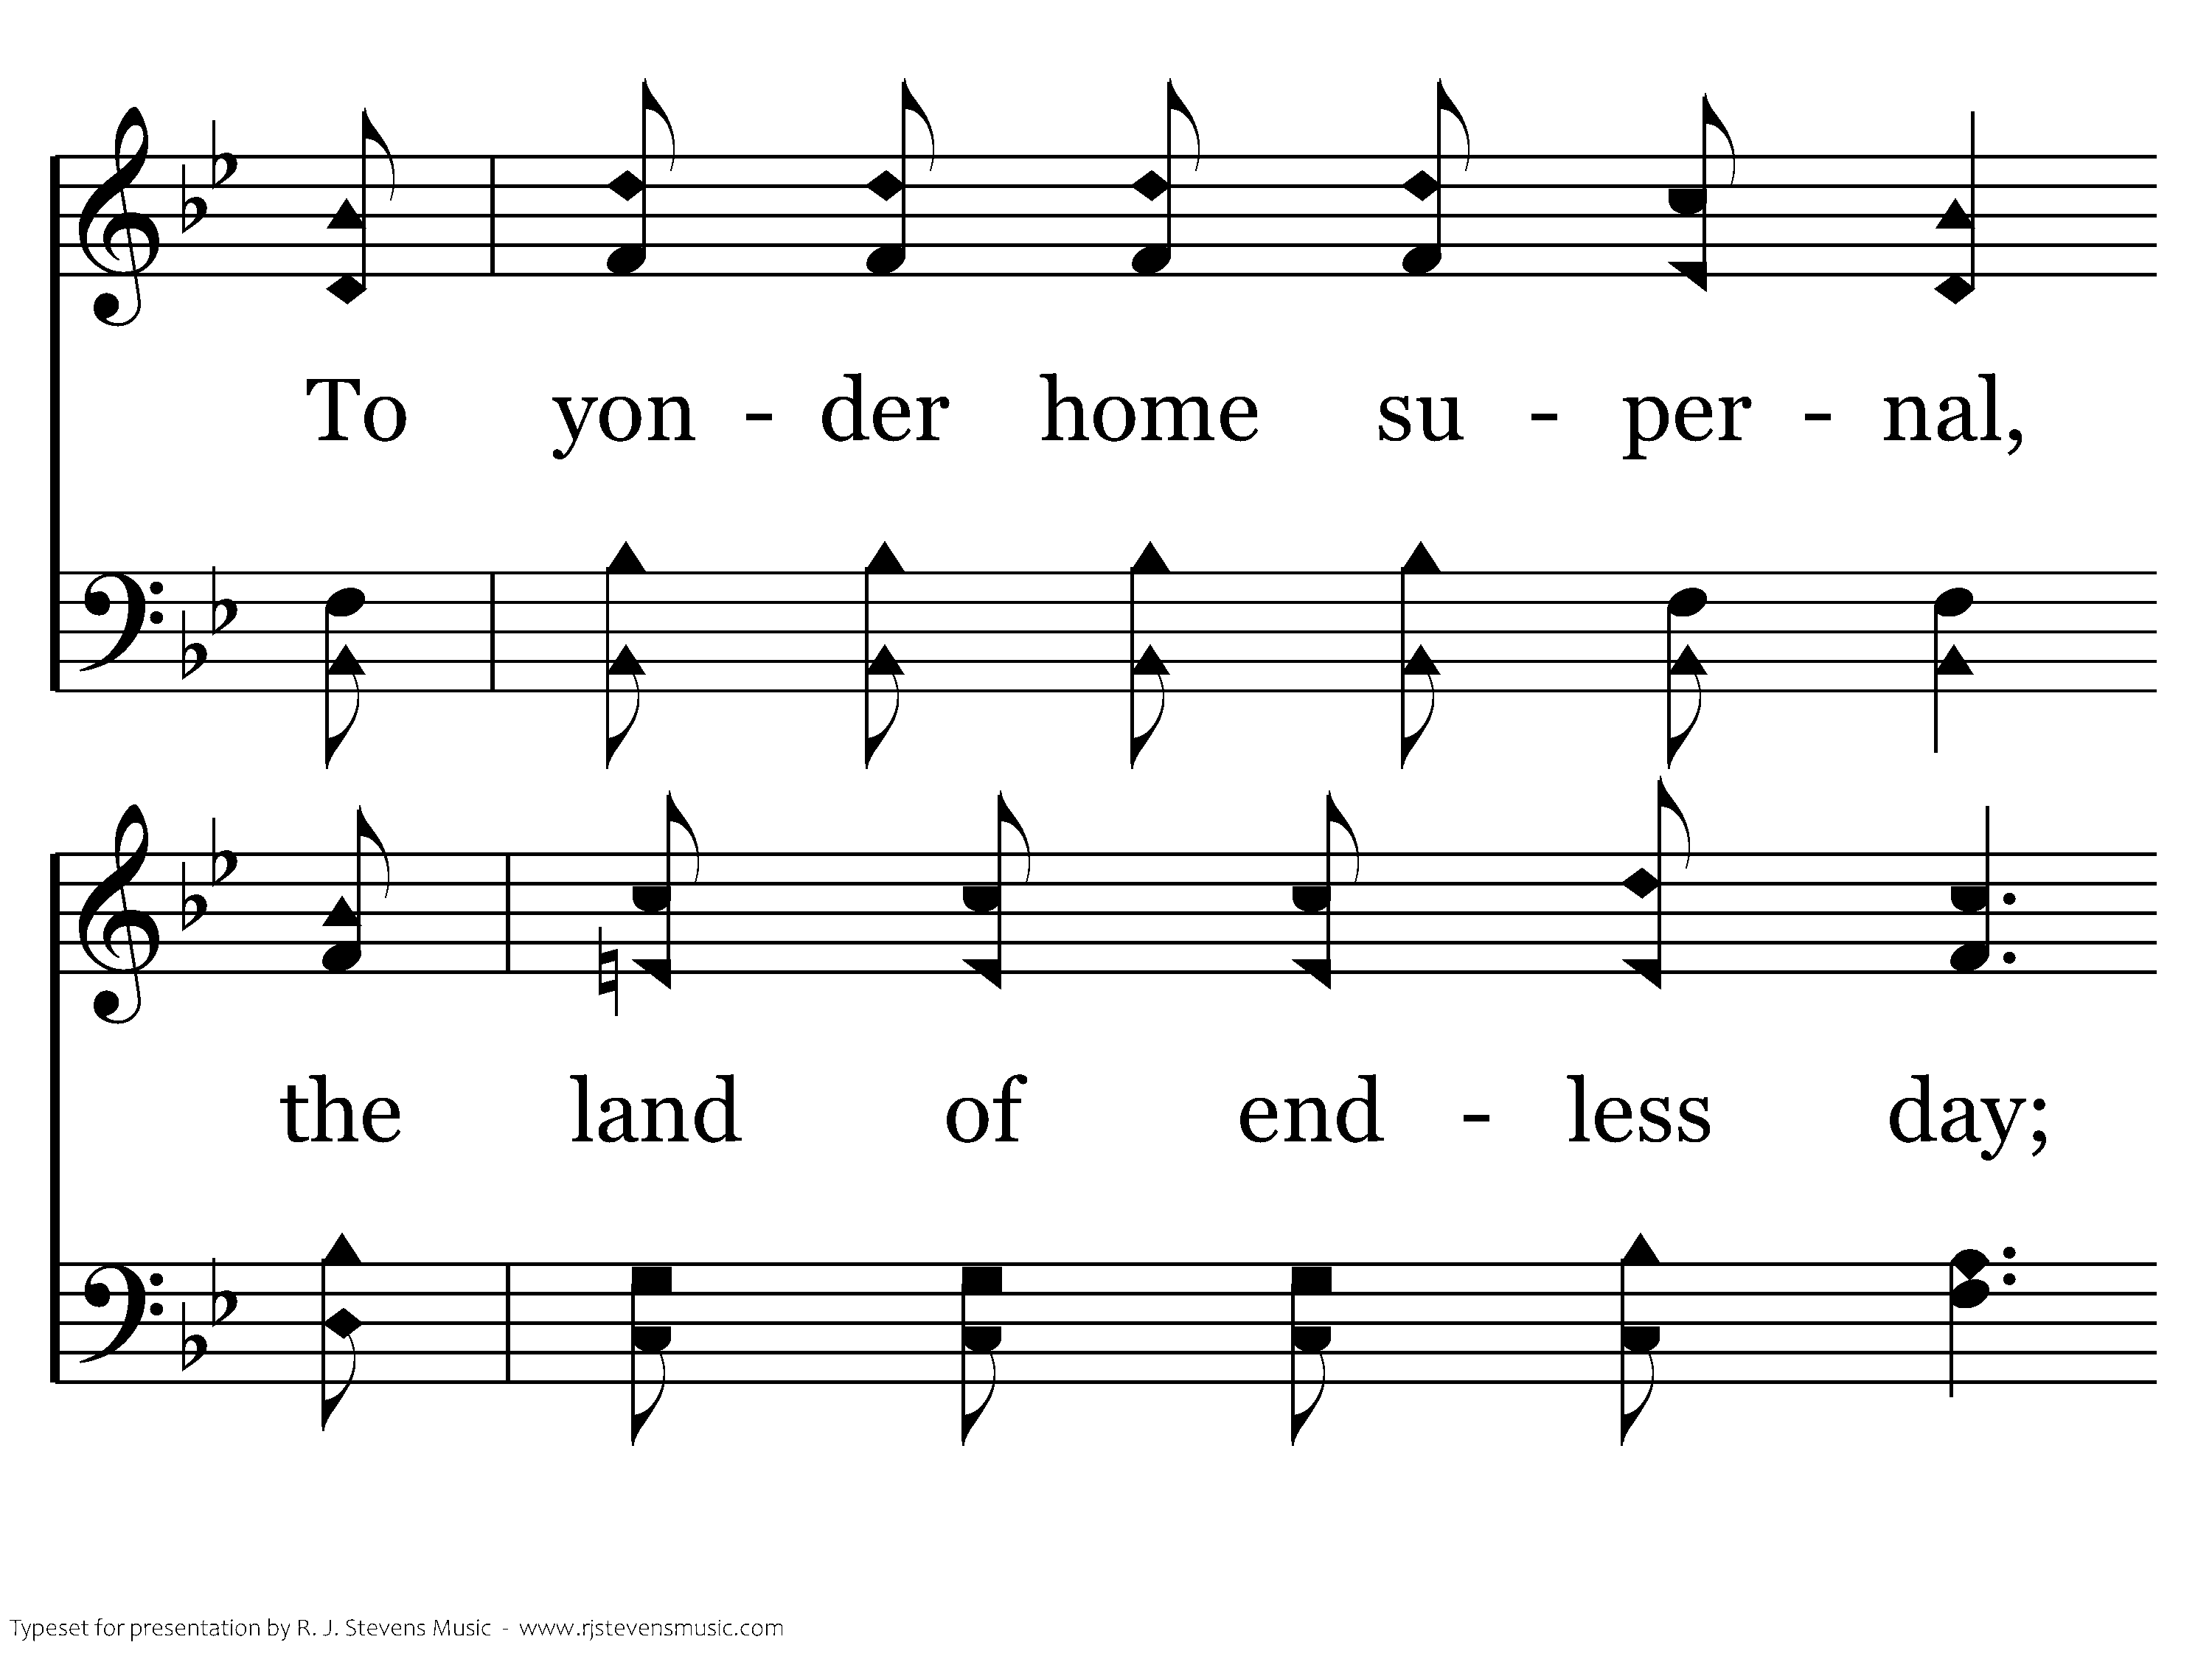 To yon - der home su - per - nal,
the land of end - less day;
Typeset for presentation by R. J. Stevens Music - www.rjstevensmusic.com